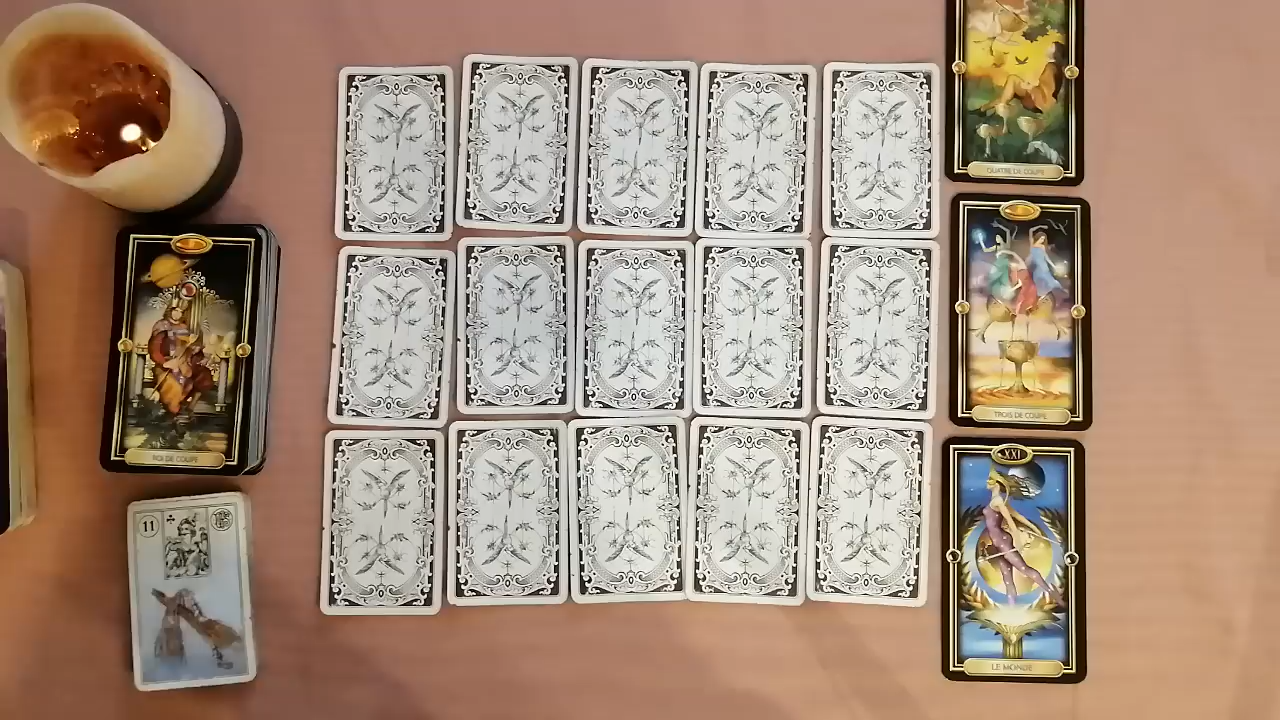 QUATRE DE COUPE
TROIS DE COUPE
ROI DE COUPE
11
XXI
LE MONDE